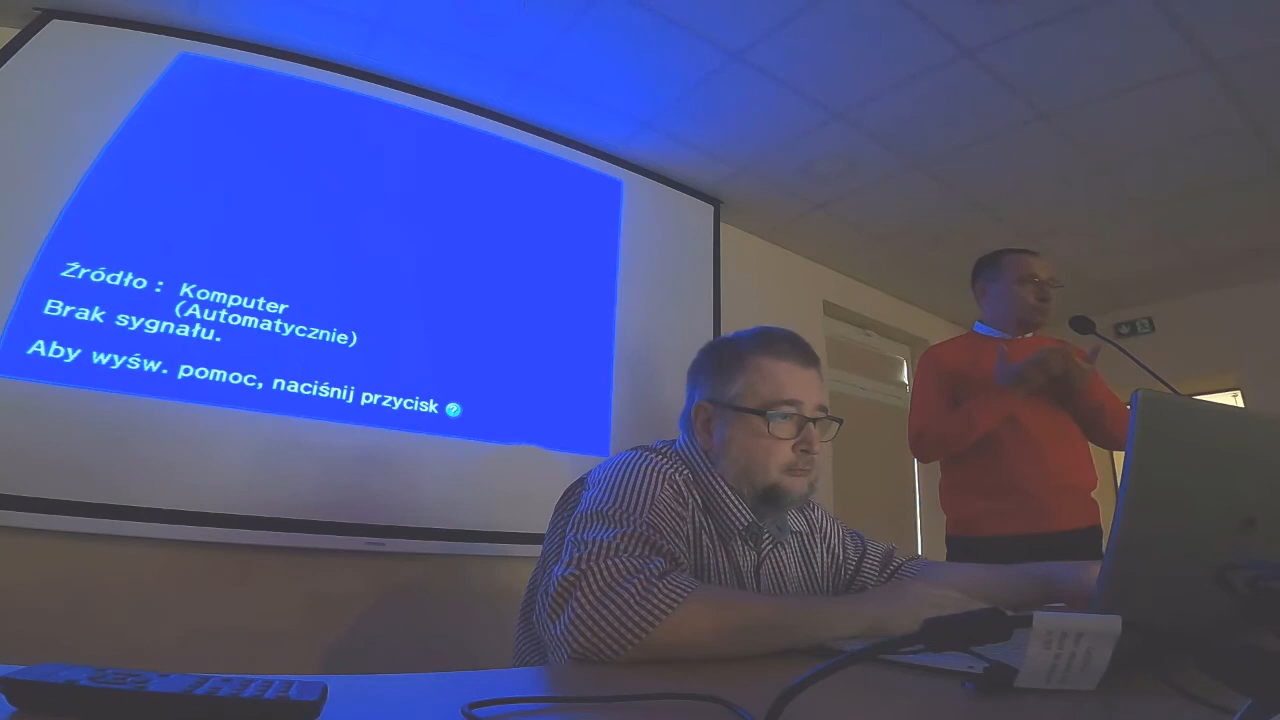 Źródło : Komputer
(Automatycznie)
Brak sygnału.
Aby wyśw. pomoc, naciśnij przycisk ?